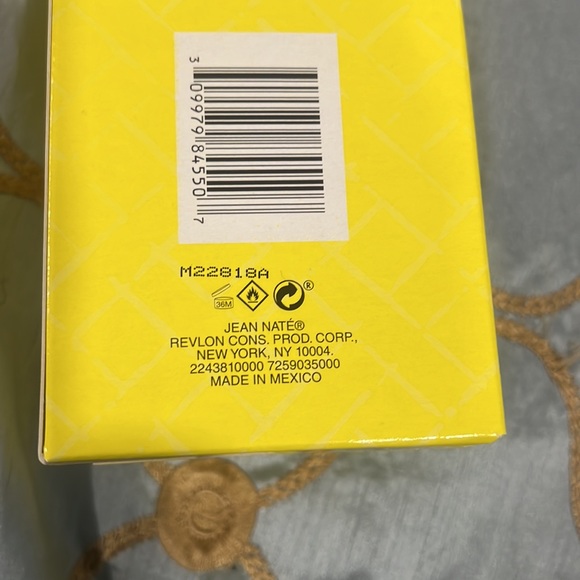 3 09979 84550 7
M22818A
36M
®
JEAN NATÉ®
REVLON CONS. PROD. CORP.,
NEW YORK, NY 10004.
2243810000 7259035000
MADE IN MEXICO